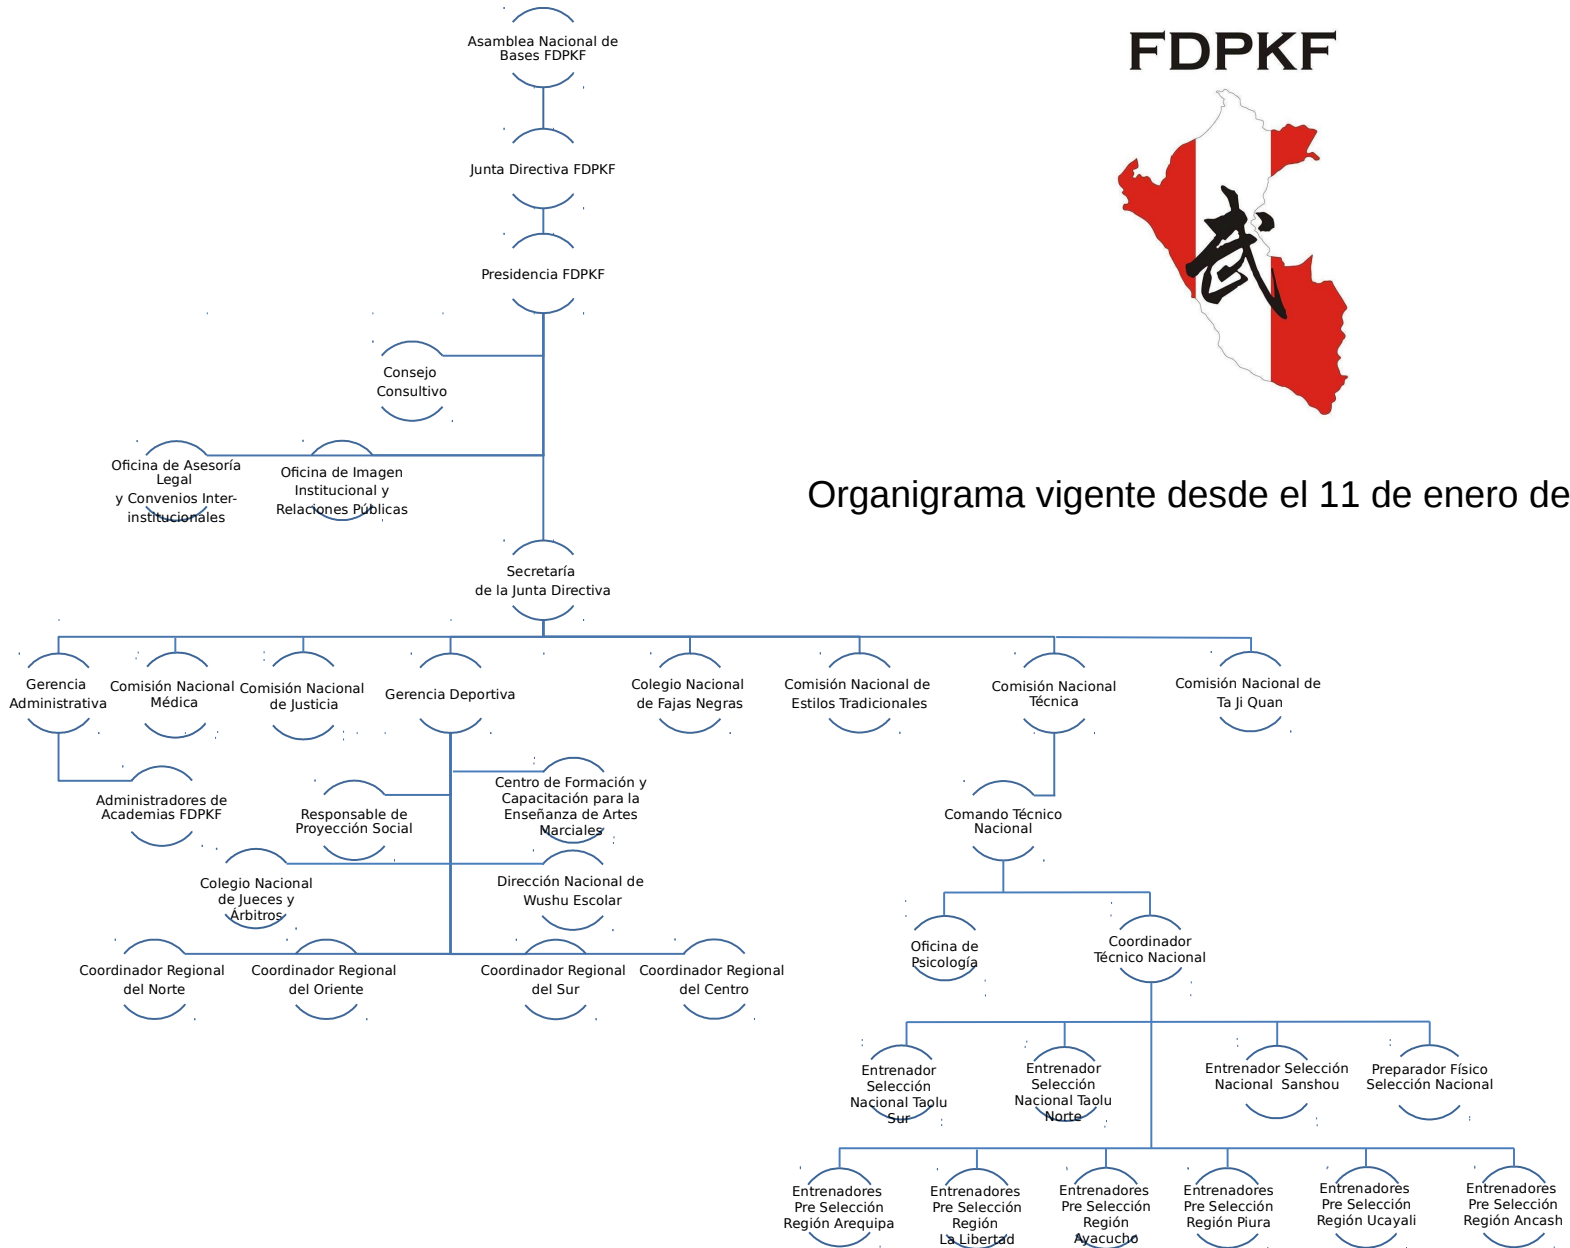 Asamblea Nacional de
Bases FDPKF
FDPKF
Junta Directiva FDPKF
武
Presidencia FDPKF
Consejo
Consultivo
Oficina de Asesoría
Legal
y Convenios Inter-
institucionales
Oficina de Imagen
Institucional y
Relaciones Públicas
Organigrama vigente desde el 11 de enero de
Secretaría
de la Junta Directiva
Gerencia
Administrativa
Comisión Nacional
Médica
Comisión Nacional
de Justicia
Gerencia Deportiva
Colegio Nacional
de Fajas Negras
Comisión Nacional de
Estilos Tradicionales
Comisión Nacional
Técnica
Comisión Nacional de
Ta Ji Quan
Administradores de
Academias FDPKF
Responsable de
Proyección Social
Centro de Formación y
Capacitación para la
Enseñanza de Artes
Marciales
Comando Técnico
Nacional
Colegio Nacional
de Jueces y
Árbitros
Dirección Nacional de
Wushu Escolar
Oficina de
Psicología
Coordinador
Técnico Nacional
Coordinador Regional
del Norte
Coordinador Regional
del Oriente
Coordinador Regional
del Sur
Coordinador Regional
del Centro
Entrenador
Selección
Nacional Taolu
Sur
Entrenador
Selección
Nacional Taolu
Norte
Entrenador Selección
Nacional  Sanshou
Preparador Físico
Selección Nacional
Entrenadores
Pre Selección
Región Arequipa
Entrenadores
Pre Selección
Región
La Libertad
Entrenadores
Pre Selección
Región
Ayacucho
Entrenadores
Pre Selección
Región Piura
Entrenadores
Pre Selección
Región Ucayali
Entrenadores
Pre Selección
Región Ancash